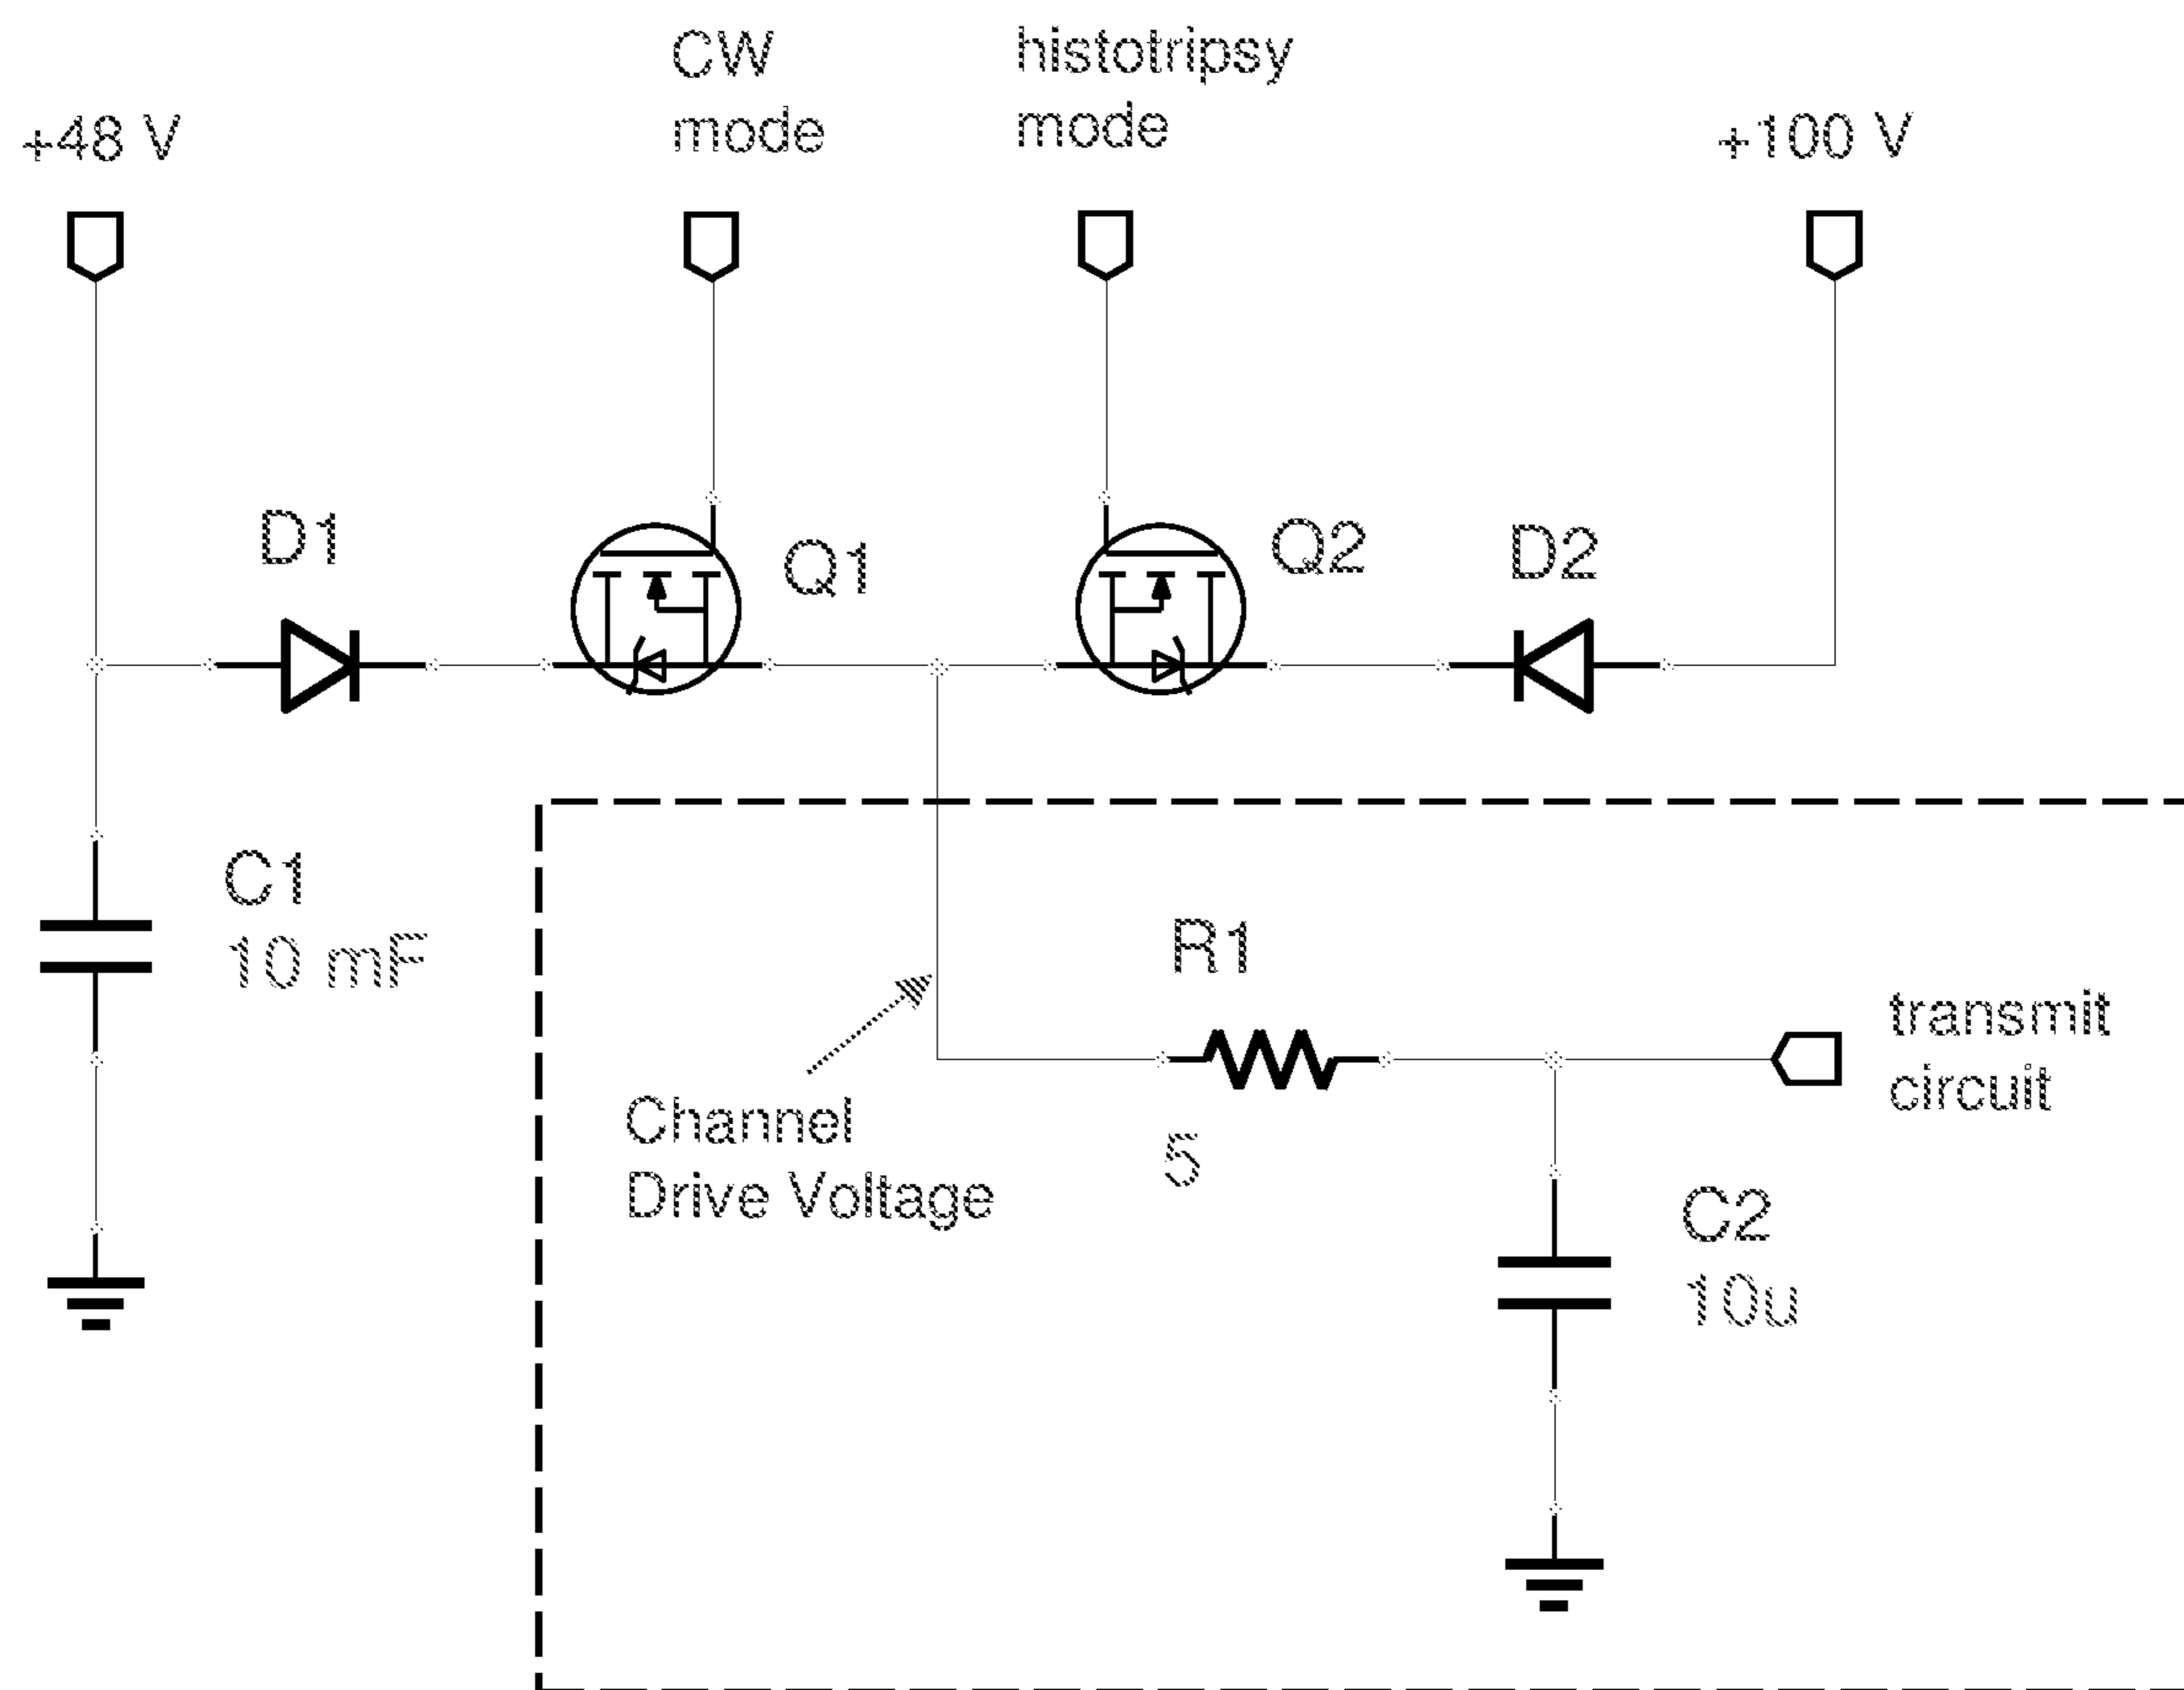 +48 V
CW
mode
histotripsy
mode
+100 V
D1
Q1
Q2
D2
C1
10 mF
R1
5
transmit
circuit
Channel
Drive Voltage
C2
10u